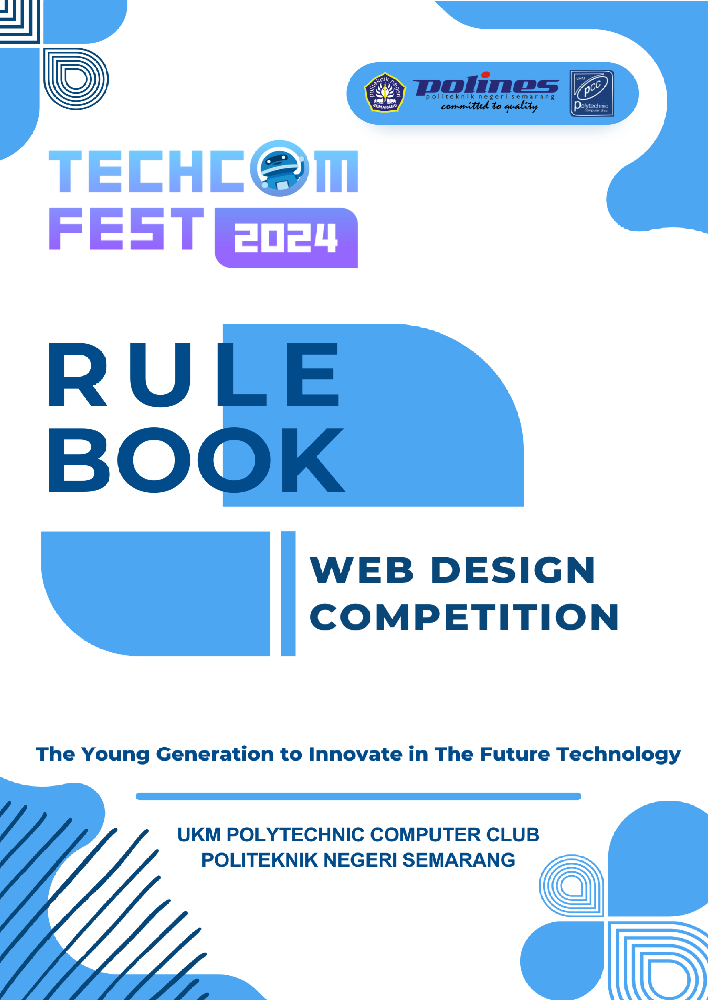 politeknik negeri
SEMARANG
polines
politeknik negeri semarang
committed to quality
UKM
pcc
Polytechnic
computer club
TECHCOM
FEST 2024
RULE
BOOK
WEB DESIGN
COMPETITION
The Young Generation to Innovate in The Future Technology
UKM POLYTECHNIC COMPUTER CLUB
POLITEKNIK NEGERI SEMARANG